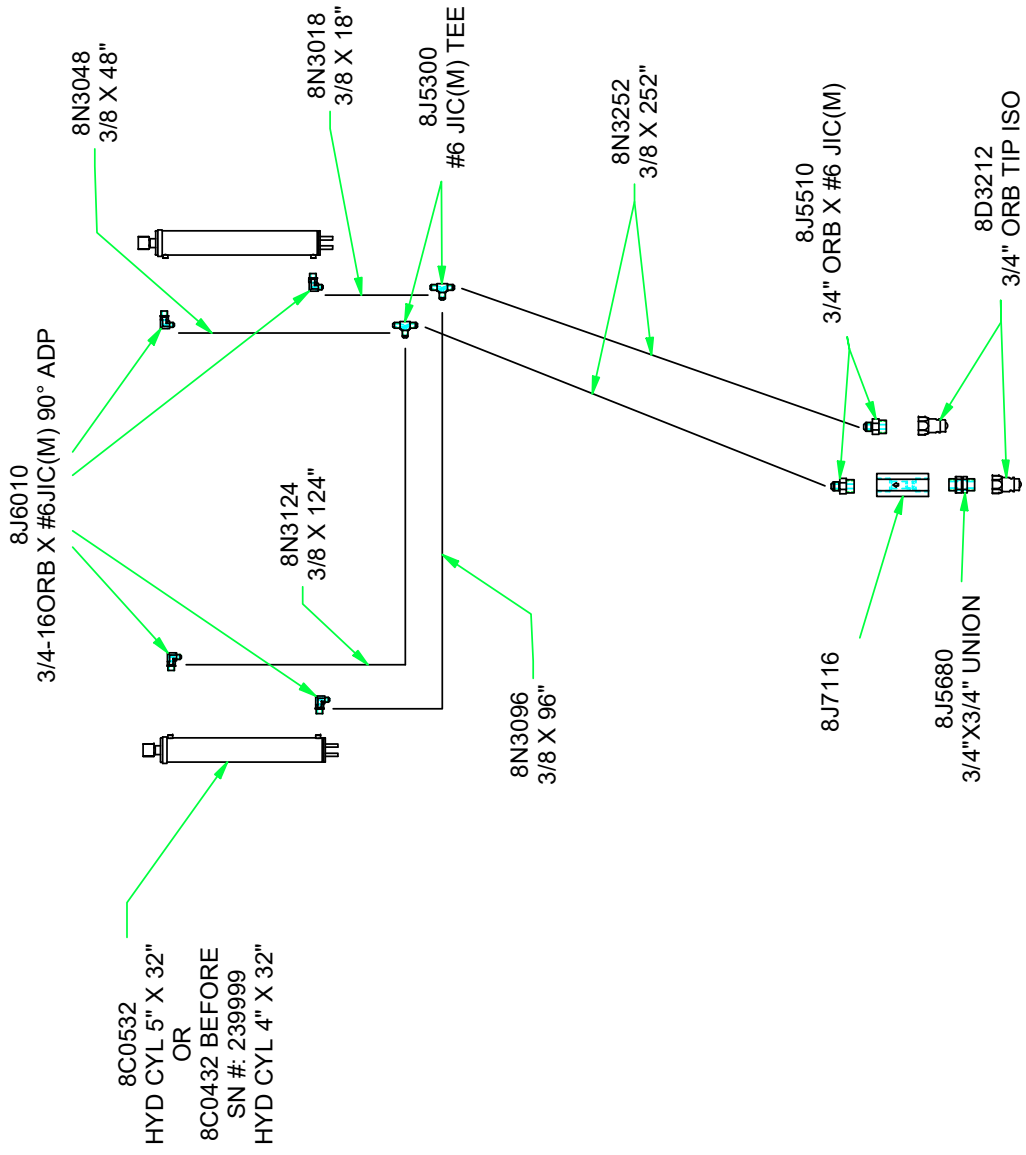 8J6010
3/4-16ORB X #6JIC(M) 90° ADP
8N3048
3/8 X 48"
8N3018
3/8 X 18"
8J5300
#6 JIC(M) TEE
8N3252
3/8 X 252"
8J5510
3/4" ORB X #6 JIC(M)
8D3212
3/4" ORB TIP ISO
8N3124
3/8 X 124"
8N3096
3/8 X 96"
8J7116
8J5680
3/4"X3/4" UNION
8C0532
HYD CYL 5" X 32"
OR
8C0432 BEFORE
SN #: 239999
HYD CYL 4" X 32"